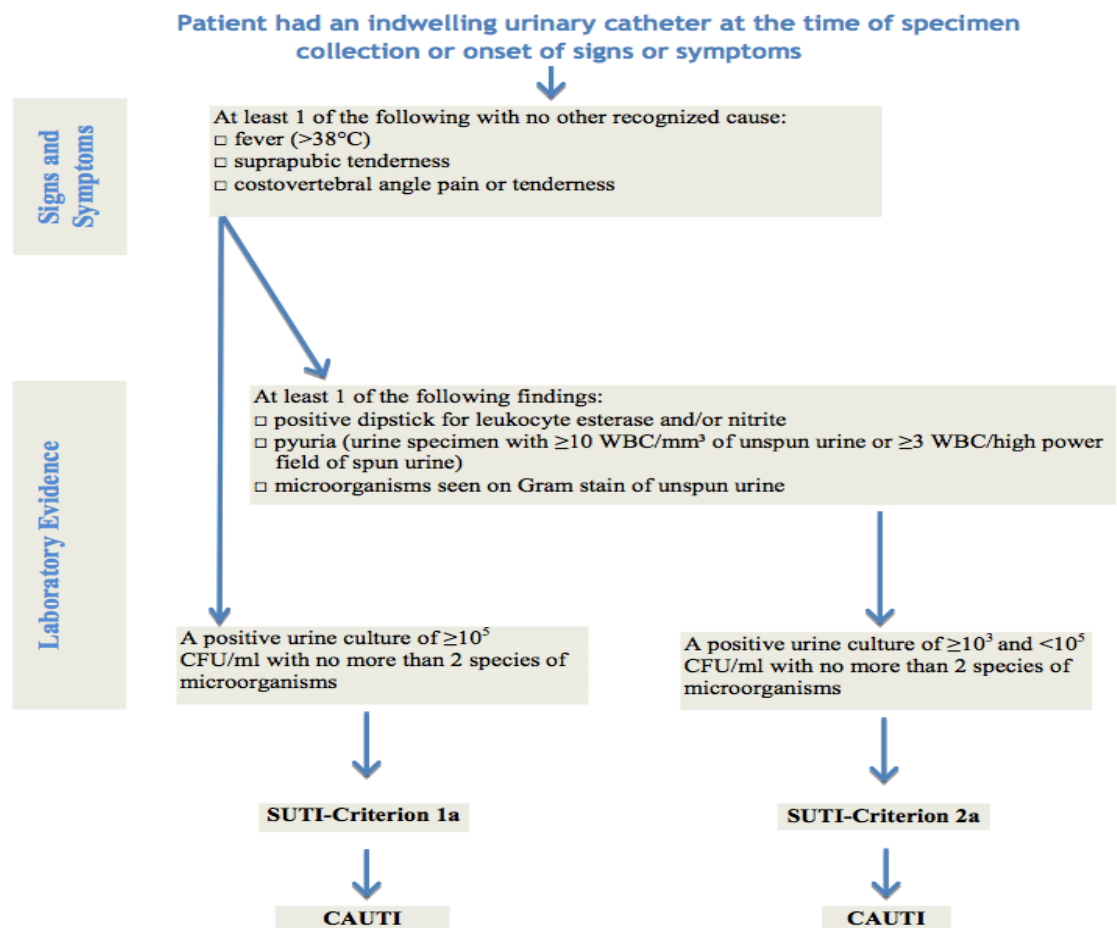 Patient had an indwelling urinary catheter at the time of specimen
collection or onset of signs or symptoms
Signs and
Symptoms
At least 1 of the following with no other recognized cause:
□ fever (>38°C)
□ suprapubic tenderness
□ costovertebral angle pain or tenderness
Laboratory Evidence
At least 1 of the following findings:
□ positive dipstick for leukocyte esterase and/or nitrite
□ pyuria (urine specimen with ≥10 WBC/mm³ of unspun urine or ≥3 WBC/high power
field of spun urine)
□ microorganisms seen on Gram stain of unspun urine
A positive urine culture of ≥10⁵
CFU/ml with no more than 2 species of
microorganisms
A positive urine culture of ≥10³ and <10⁵
CFU/ml with no more than 2 species of
microorganisms
SUTI-Criterion 1a
SUTI-Criterion 2a
CAUTI
CAUTI